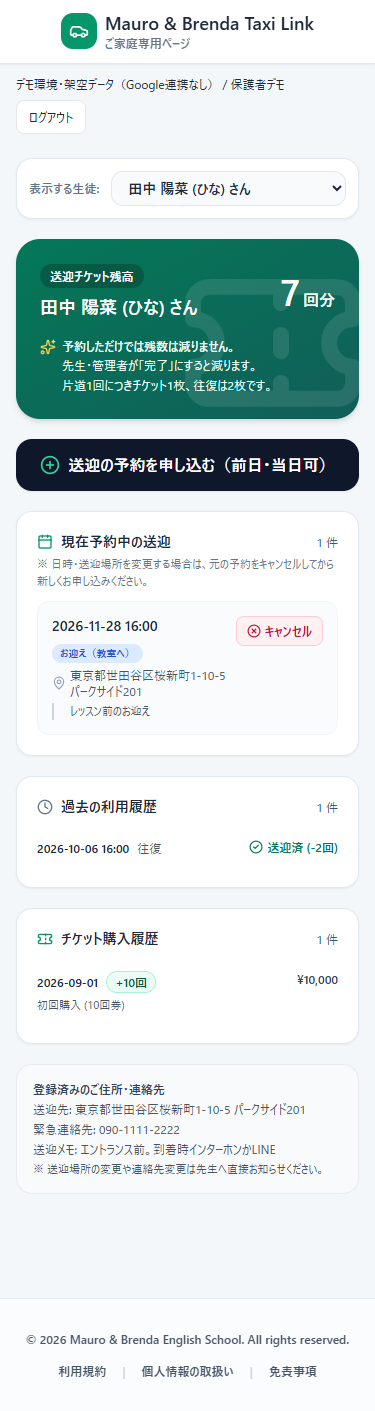 Mauro & Brenda Taxi Link
ご家庭専用ページ
デモ環境・架空データ（Google連携なし） / 保護者デモ
ログアウト
表示する生徒: 田中 陽菜 (ひな) さん
送迎チケット残高
田中 陽菜 (ひな) さん
7 回分
予約しただけでは残数は減りません。
先生・管理者が「完了」にすると減ります。
片道1回につきチケット1枚、往復は2枚です。
送迎の予約を申し込む（前日・当日可）
現在予約中の送迎 1 件
※ 日時・送迎場所を変更する場合は、元の予約をキャンセルしてから
新しくお申し込みください。
2026-11-28 16:00
キャンセル
お迎え（教室へ）
東京都世田谷区桜新町1-10-5
パークサイド201
レッスン前のお迎え
過去の利用履歴 1 件
2026-10-06 16:00 往復 送迎済 (-2回)
チケット購入履歴 1 件
2026-09-01 +10回 ¥10,000
初回購入 (10回券)
登録済みのご住所・連絡先
送迎先: 東京都世田谷区桜新町1-10-5 パークサイド201
緊急連絡先: 090-1111-2222
送迎メモ: エントランス前。到着時インターホンかLINE
※ 送迎場所の変更や連絡先変更は先生へ直接お知らせください。
© 2026 Mauro & Brenda English School. All rights reserved.
利用規約 | 個人情報の取扱い | 免責事項